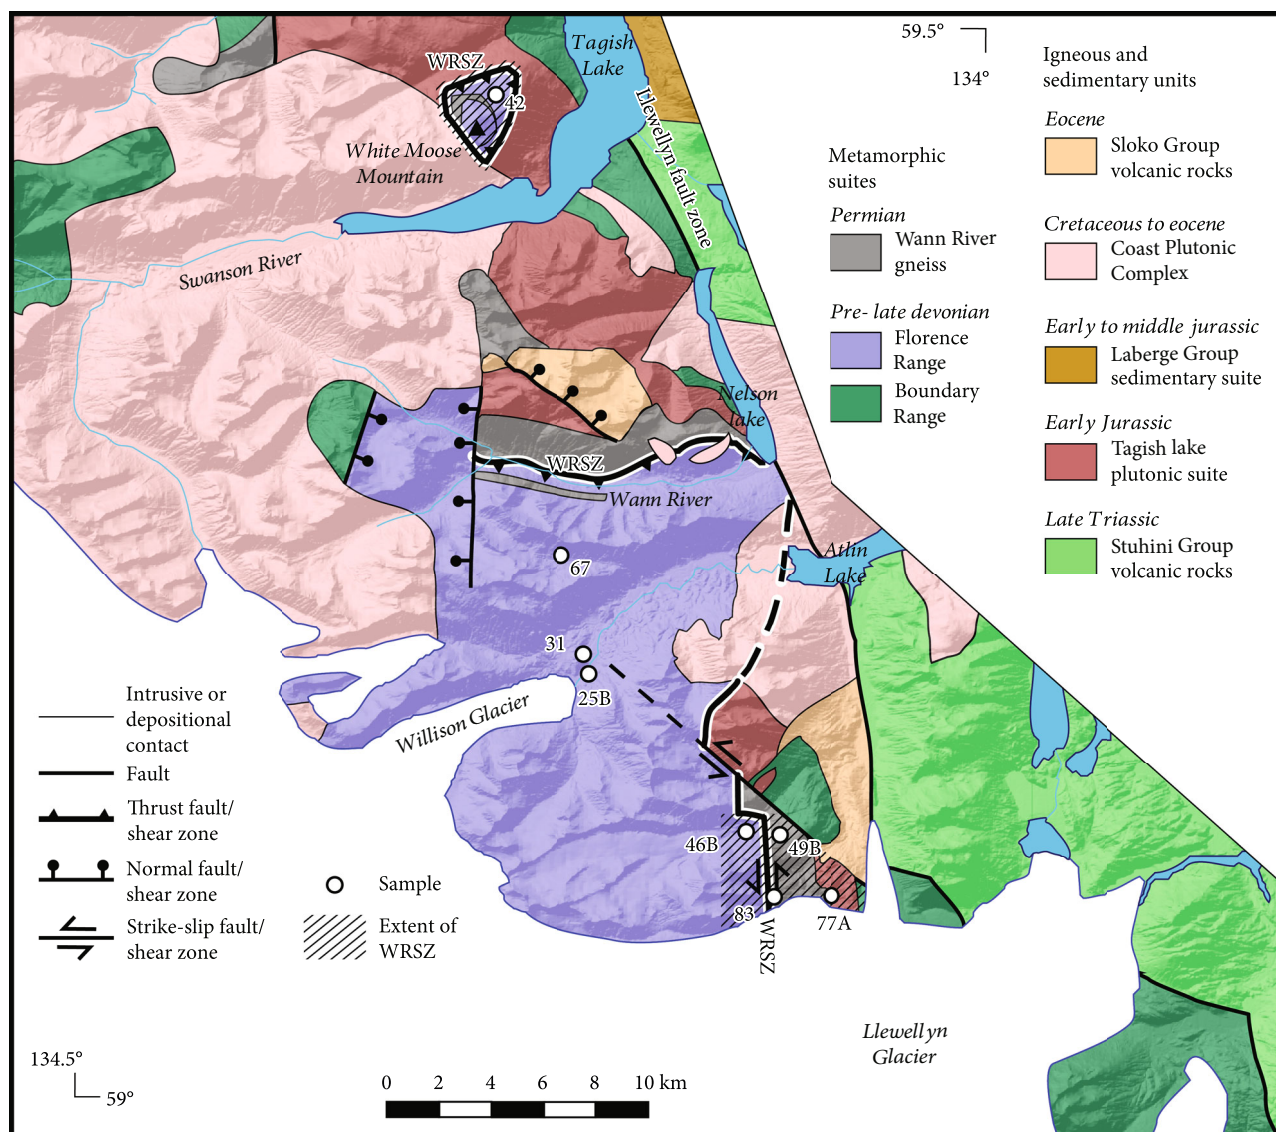 59.5°
134°
Tagish
Lake
WRSZ
42
White Moose
Mountain
Llewellyn fault zone
Swanson River
Nelson
lake
WRSZ
Wann River
67
Atlin
Lake
31
25B
Willison Glacier
46B
49B
83
77A
WRSZ
Llewellyn
Glacier
Metamorphic
suites
Permian
Wann River
gneiss
Pre- late devonian
Florence
Range
Boundary
Range
Igneous and
sedimentary units
Eocene
Sloko Group
volcanic rocks
Cretaceous to eocene
Coast Plutonic
Complex
Early to middle jurassic
Laberge Group
sedimentary suite
Early Jurassic
Tagish lake
plutonic suite
Late Triassic
Stuhini Group
volcanic rocks
Intrusive or
depositional
contact
Fault
Thrust fault/
shear zone
Normal fault/
shear zone
Strike-slip fault/
shear zone
Sample
Extent of
WRSZ
134.5°
59°
0 2 4 6 8 10 km